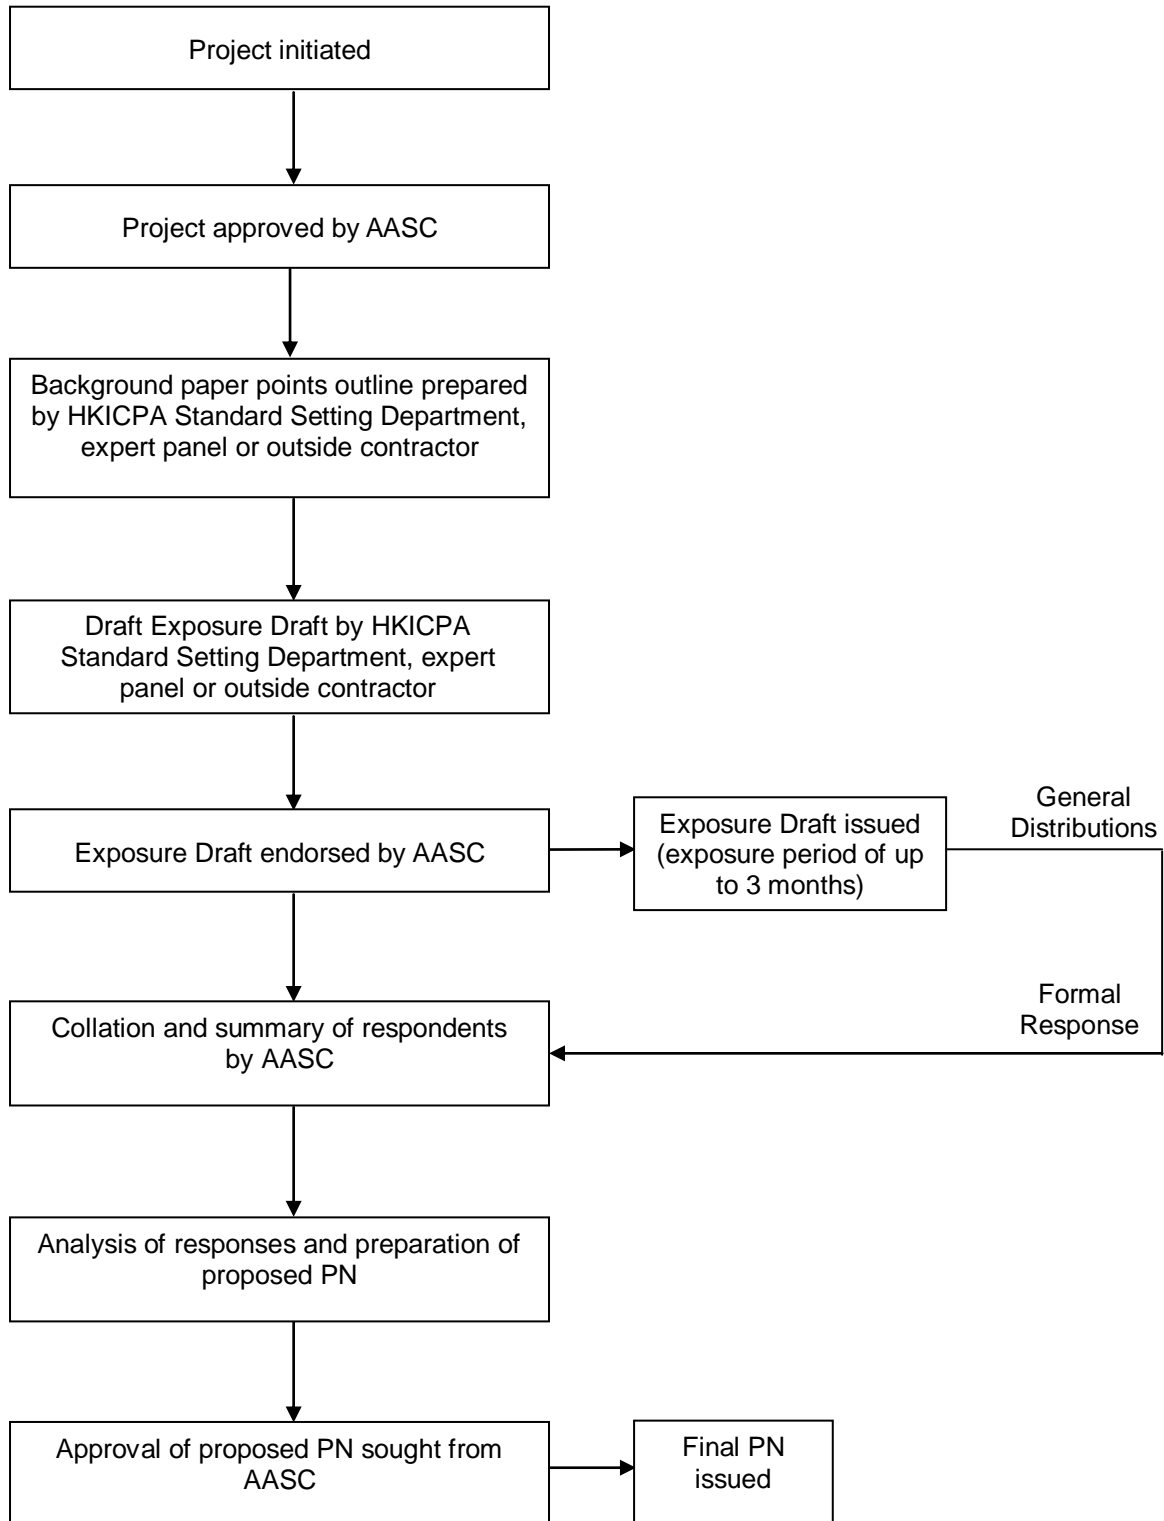 Project initiated
Project approved by AASC
Background paper points outline prepared
by HKICPA Standard Setting Department,
expert panel or outside contractor
Draft Exposure Draft by HKICPA
Standard Setting Department, expert
panel or outside contractor
Exposure Draft endorsed by AASC
Exposure Draft issued
(exposure period of up
to 3 months)
General
Distributions
Formal
Response
Collation and summary of respondents
by AASC
Analysis of responses and preparation of
proposed PN
Approval of proposed PN sought from
AASC
Final PN
issued